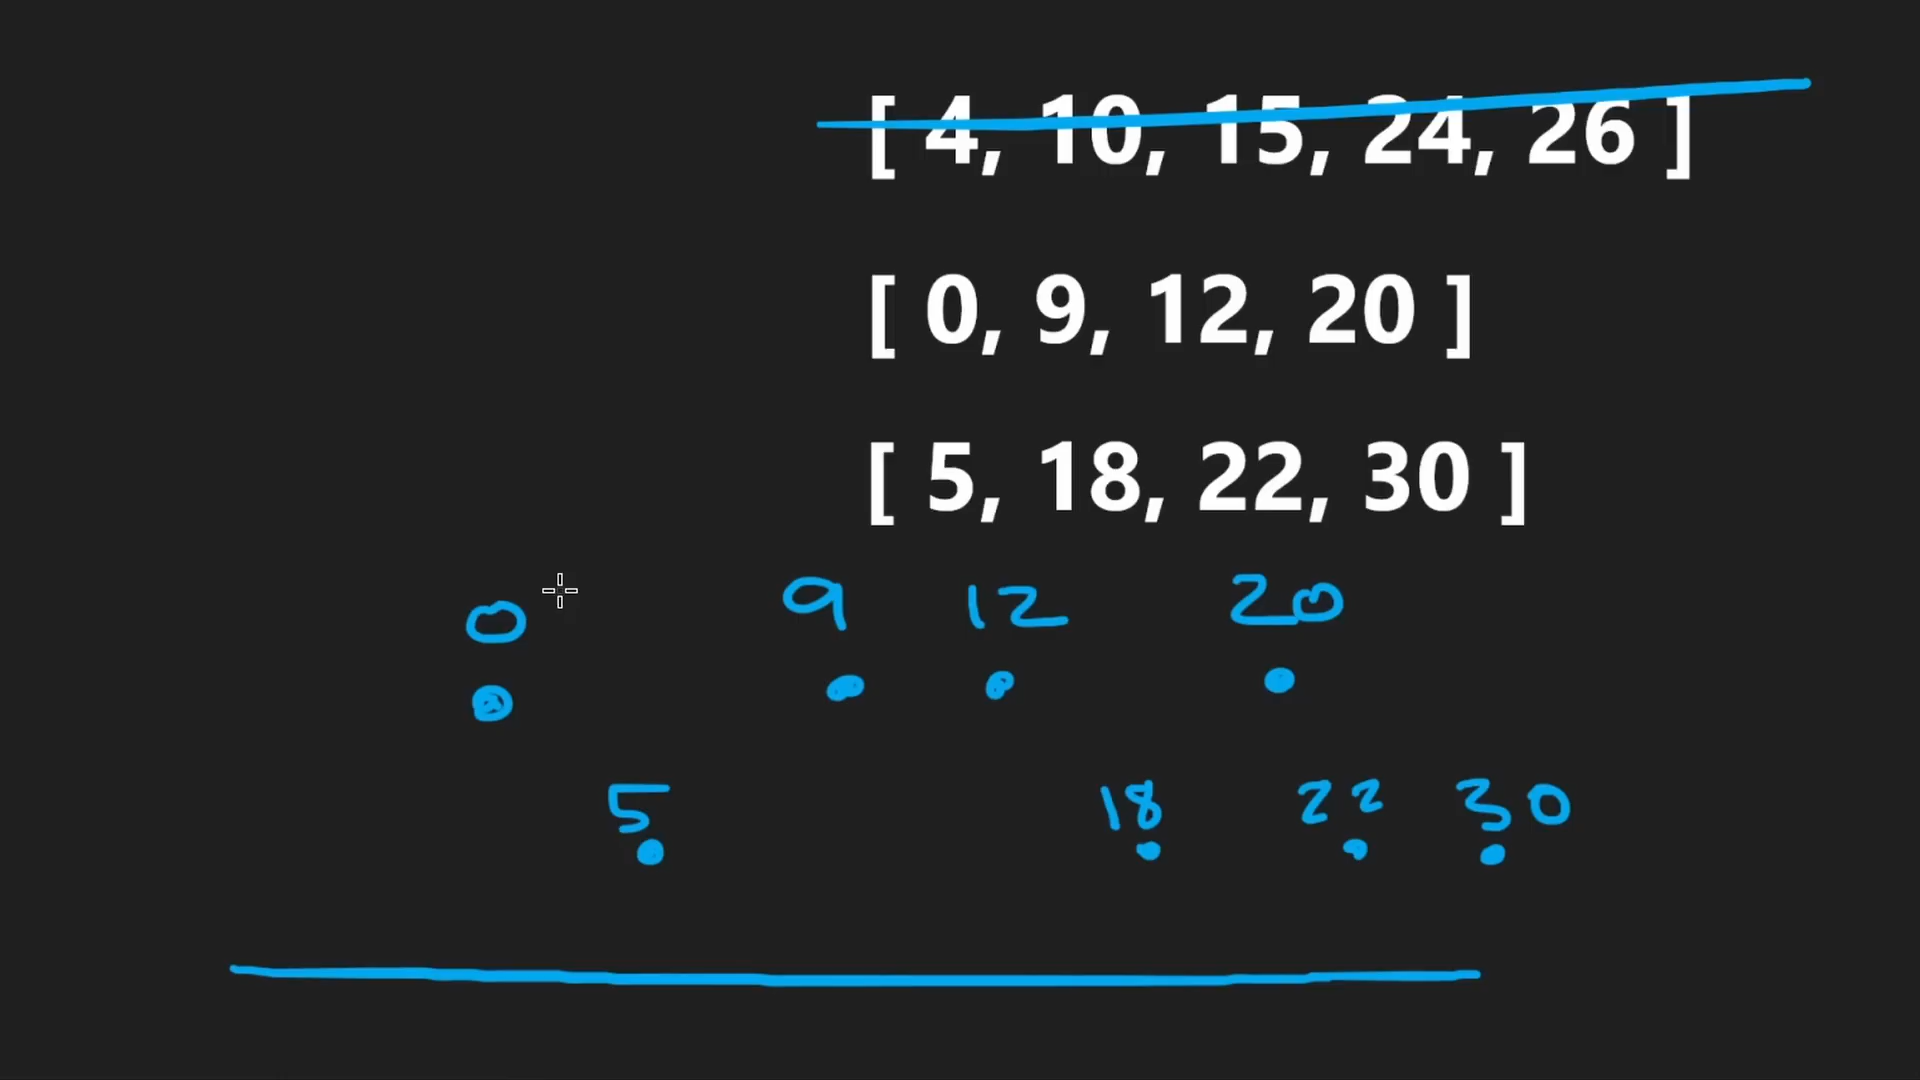 [ 4, 10, 15, 24, 26 ]
[ 0, 9, 12, 20 ]
[ 5, 18, 22, 30 ]
0 9 12 20
5 18 22 30